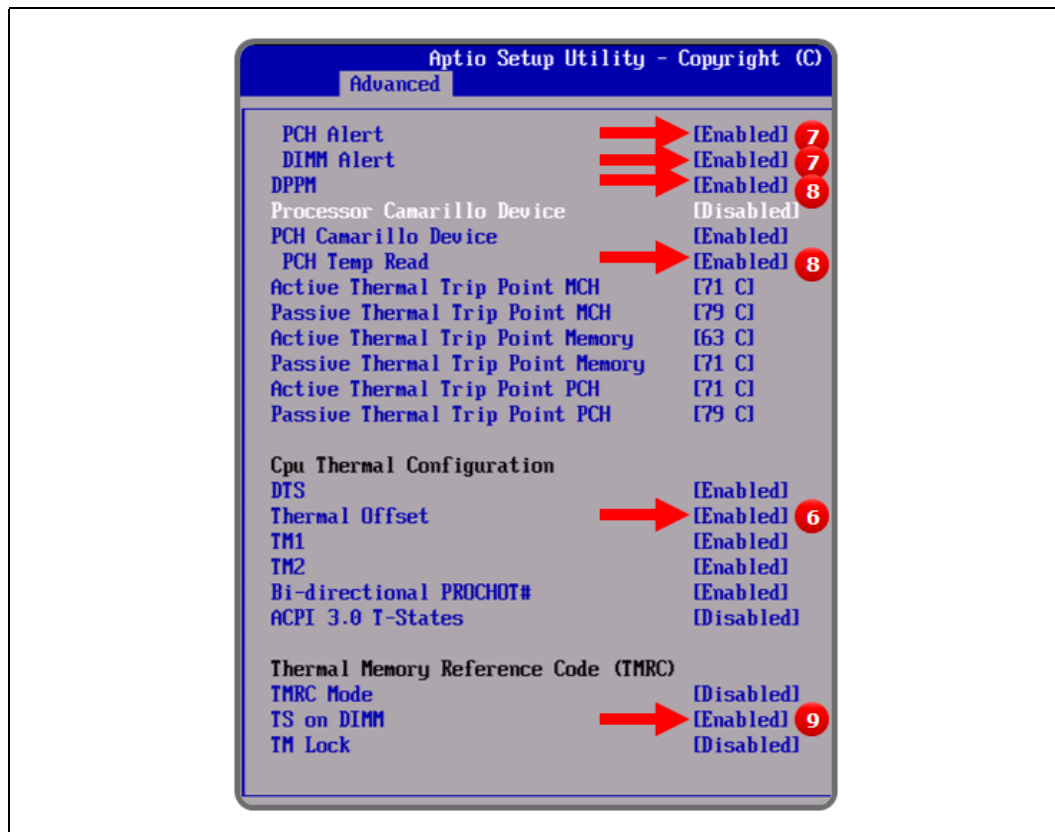 Aptio Setup Utility - Copyright (C)
Advanced
PCH Alert [Enabled] 7
DIMM Alert [Enabled] 7
DPPM [Enabled] 8
Processor Camarillo Device [Disabled]
PCH Camarillo Device [Enabled]
PCH Temp Read [Enabled] 8
Active Thermal Trip Point MCH [71 C]
Passive Thermal Trip Point MCH [79 C]
Active Thermal Trip Point Memory [63 C]
Passive Thermal Trip Point Memory [71 C]
Active Thermal Trip Point PCH [71 C]
Passive Thermal Trip Point PCH [79 C]
Cpu Thermal Configuration
DTS [Enabled]
Thermal Offset [Enabled] 6
TM1 [Enabled]
TM2 [Enabled]
Bi-directional PROCHOT# [Enabled]
ACPI 3.0 T-States [Disabled]
Thermal Memory Reference Code (TMRC)
TMRC Mode [Disabled]
TS on DIMM [Enabled] 9
TM Lock [Disabled]